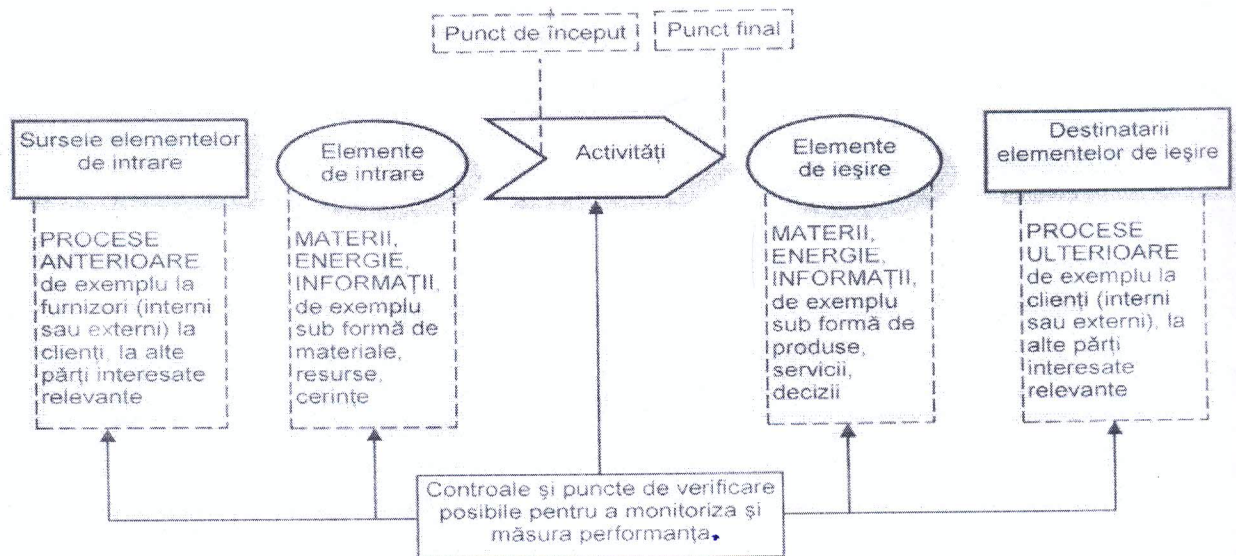 Punct de început
Punct final
Sursele elementelor
de intrare
Elemente
de intrare
Activități
Elemente
de ieșire
Destinatarii
elementelor de ieșire
PROCESE
ANTERIOARE
de exemplu la
furnizori (interni
sau externi) la
clienți, la alte
părți interesate
relevante
MATERII,
ENERGIE,
INFORMAȚII,
de exemplu
sub formă de
materiale,
resurse,
cerințe
MATERII,
ENERGIE,
INFORMAȚII,
de exemplu
sub formă de
produse,
servicii,
decizii
PROCESE
ULTERIOARE
de exemplu la
clienți (interni
sau externi), la
alte părți
interesate
relevante
Controale și puncte de verificare
posibile pentru a monitoriza și
măsura performanța.